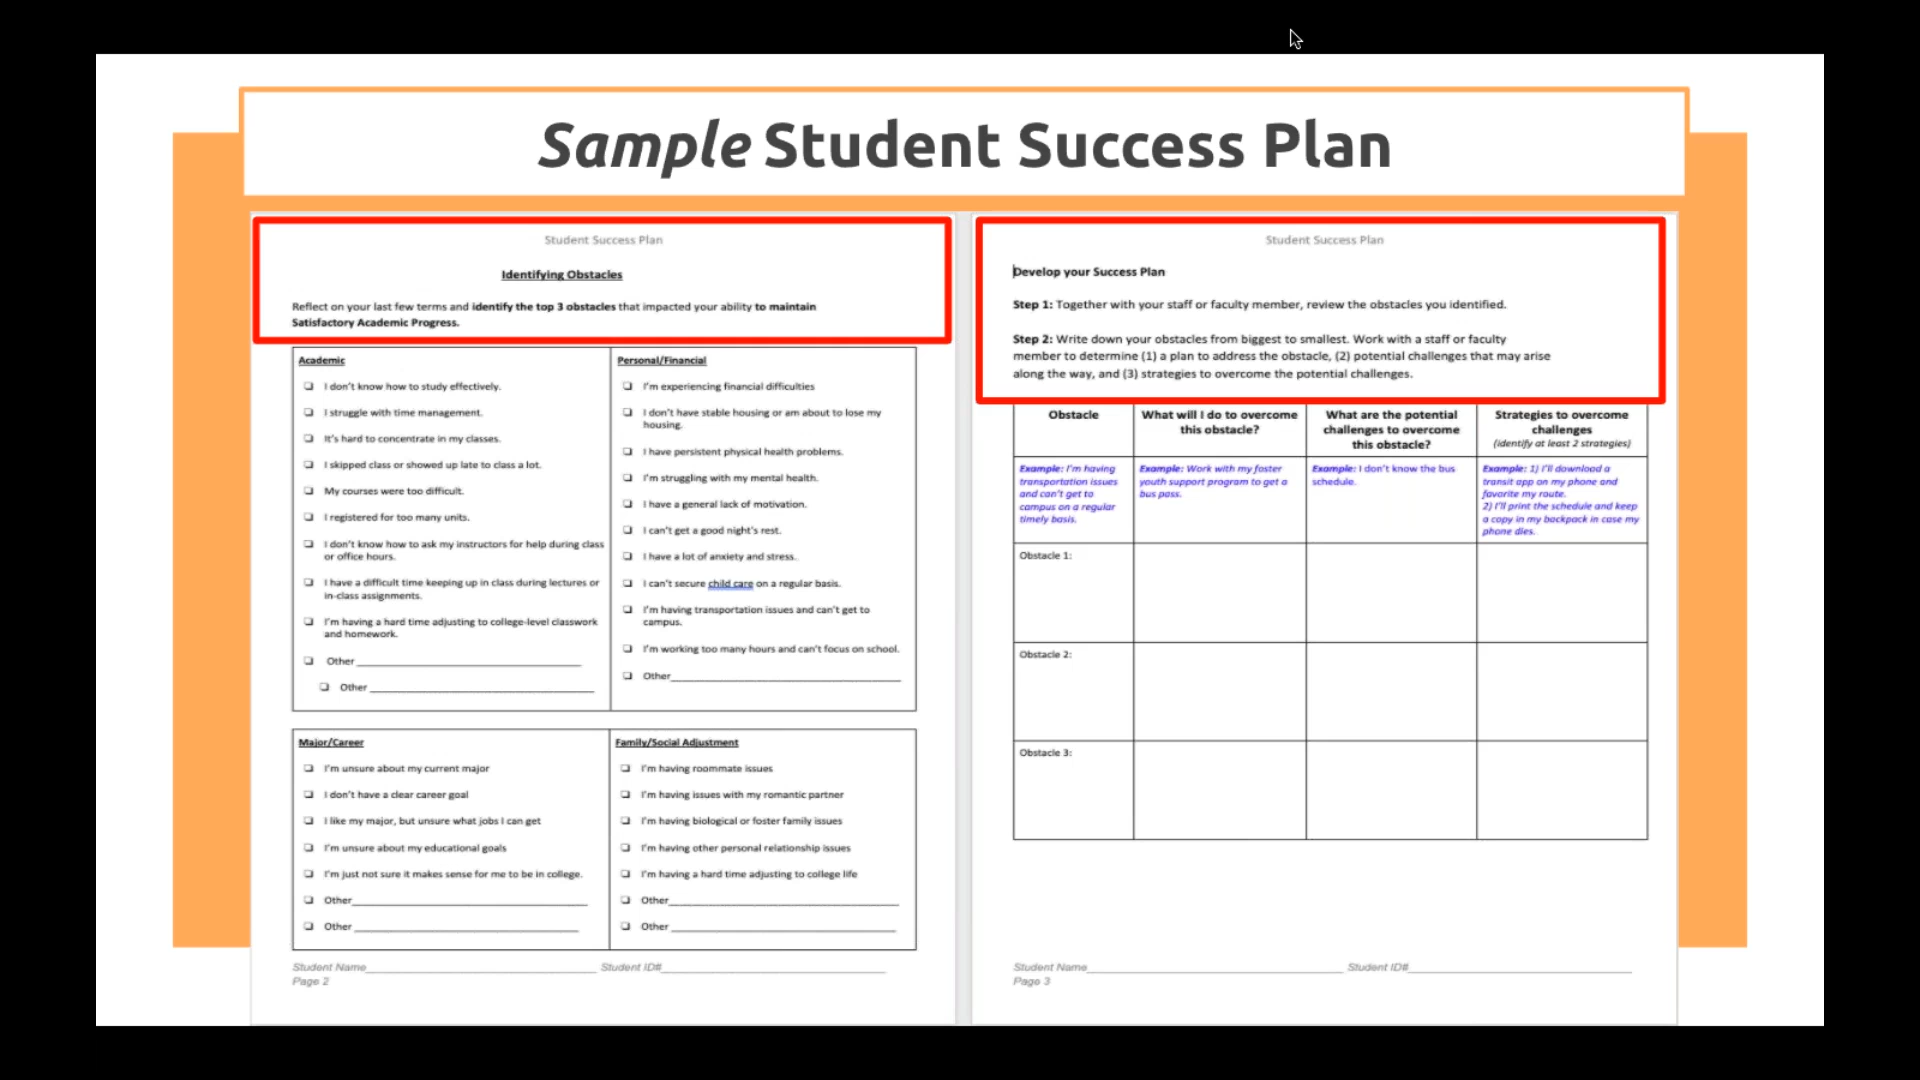 Sample Student Success Plan
Student Success Plan
Identifying Obstacles
Reflect on your last few terms and identify the top 3 obstacles that impacted your ability to maintain
Satisfactory Academic Progress.
Academic
I don't know how to study effectively.
I struggle with time management.
It's hard to concentrate in my classes.
I skipped class or showed up late to class a lot.
My courses were too difficult.
I registered for too many units.
I don't know how to ask my instructors for help during class
or office hours.
I have a difficult time keeping up in class during lectures or
in-class assignments.
I'm having a hard time adjusting to college-level classwork
and homework.
Other
Other
Personal/Financial
I'm experiencing financial difficulties
I don't have stable housing or am about to lose my
housing.
I have persistent physical health problems.
I'm struggling with my mental health.
I have a general lack of motivation.
I can't get a good night's rest.
I have a lot of anxiety and stress.
I can't secure child care on a regular basis.
I'm having transportation issues and can't get to
campus.
I'm working too many hours and can't focus on school.
Other
Major/Career
I'm unsure about my current major
I don't have a clear career goal
I like my major, but unsure what jobs I can get
I'm unsure about my educational goals
I'm just not sure it makes sense for me to be in college.
Other
Other
Family/Social Adjustment
I'm having roommate issues
I'm having issues with my romantic partner
I'm having biological or foster family issues
I'm having other personal relationship issues
I'm having a hard time adjusting to college life
Other
Other
Student Name Student ID#
Page 2
Student Success Plan
Develop your Success Plan
Step 1: Together with your staff or faculty member, review the obstacles you identified.
Step 2: Write down your obstacles from biggest to smallest. Work with a staff or faculty
member to determine (1) a plan to address the obstacle, (2) potential challenges that may arise
along the way, and (3) strategies to overcome the potential challenges.
Obstacle
What will I do to overcome
this obstacle?
What are the potential
challenges to overcome
this obstacle?
Strategies to overcome
challenges
(identify at least 2 strategies)
Example: I'm having
transportation issues
and can't get to
campus on a regular
timely basis.
Example: Work with my foster
youth support program to get a
bus pass.
Example: I don't know the bus
schedule.
Example: 1) I'll download a
transit app on my phone and
favorite my route.
2) I'll print the schedule and keep
a copy in my backpack in case my
phone dies.
Obstacle 1:
Obstacle 2:
Obstacle 3:
Student Name Student ID#
Page 3